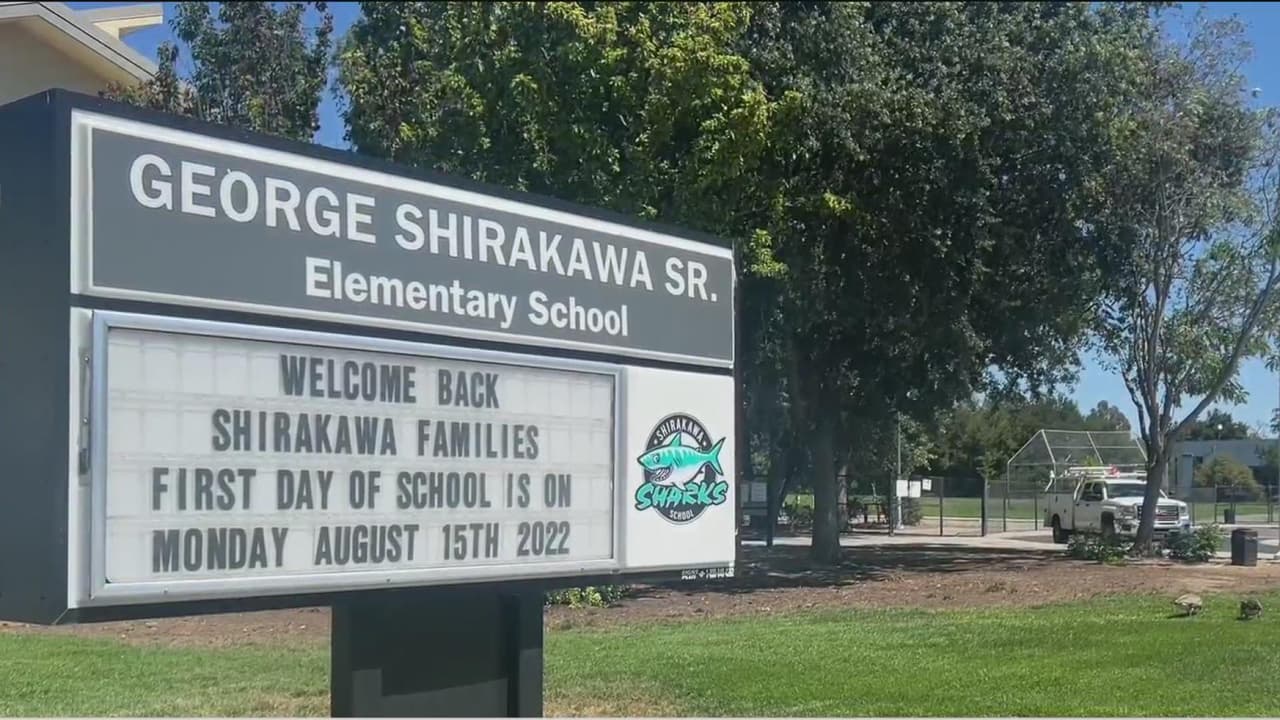 GEORGE SHIRAKAWA SR.
Elementary School
WELCOME BACK
SHIRAKAWA FAMILIES
FIRST DAY OF SCHOOL IS ON
MONDAY AUGUST 15TH 2022
SHIRAKAWA
SHARKS
SCHOOL